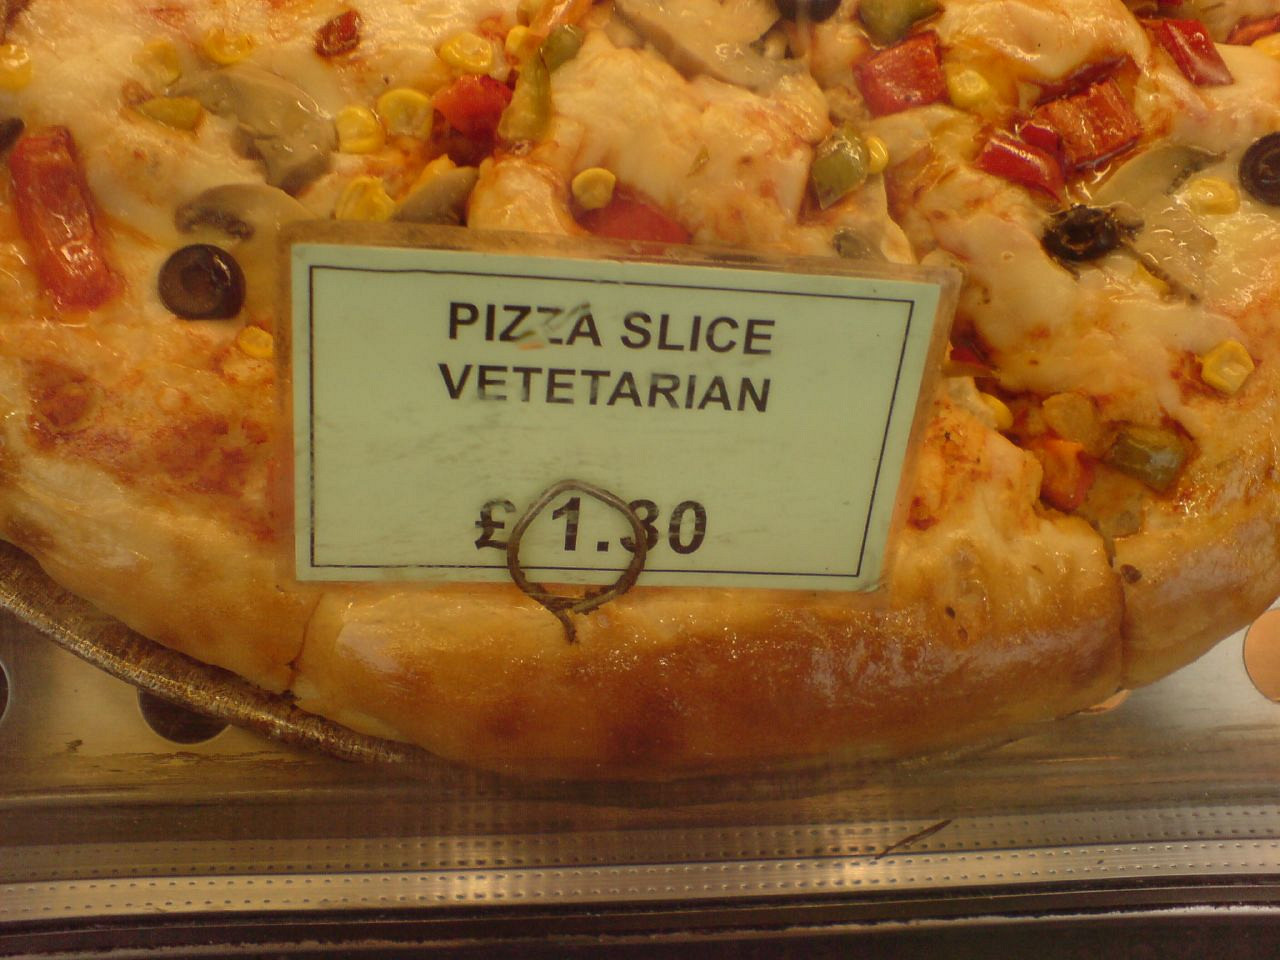 PIZZA SLICE
VETETARIAN
£1.30